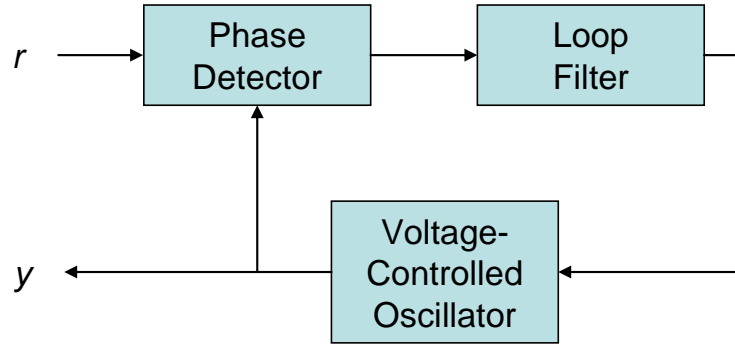 r
Phase
Detector
Loop
Filter
y
Voltage-
Controlled
Oscillator